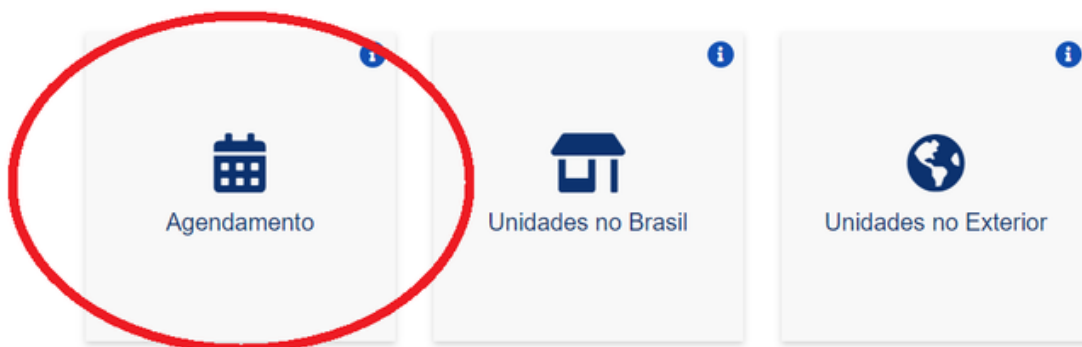 Agendamento
Unidades no Brasil
Unidades no Exterior